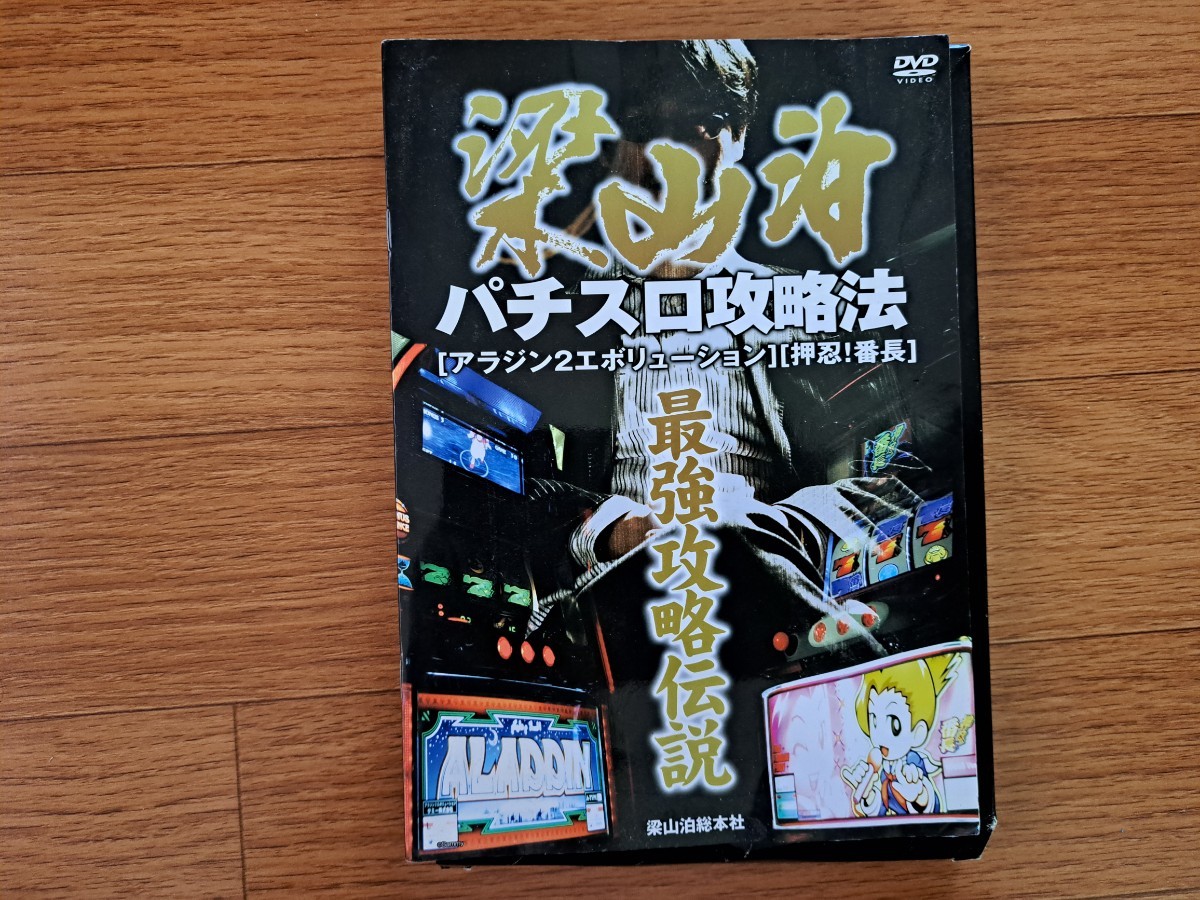 DVD
VIDEO
梁山泊
パチスロ攻略法
[アラジン2エボリューション][押忍!番長]
最強攻略伝説
777
ALADDIN
梁山泊総本社
©Sammy